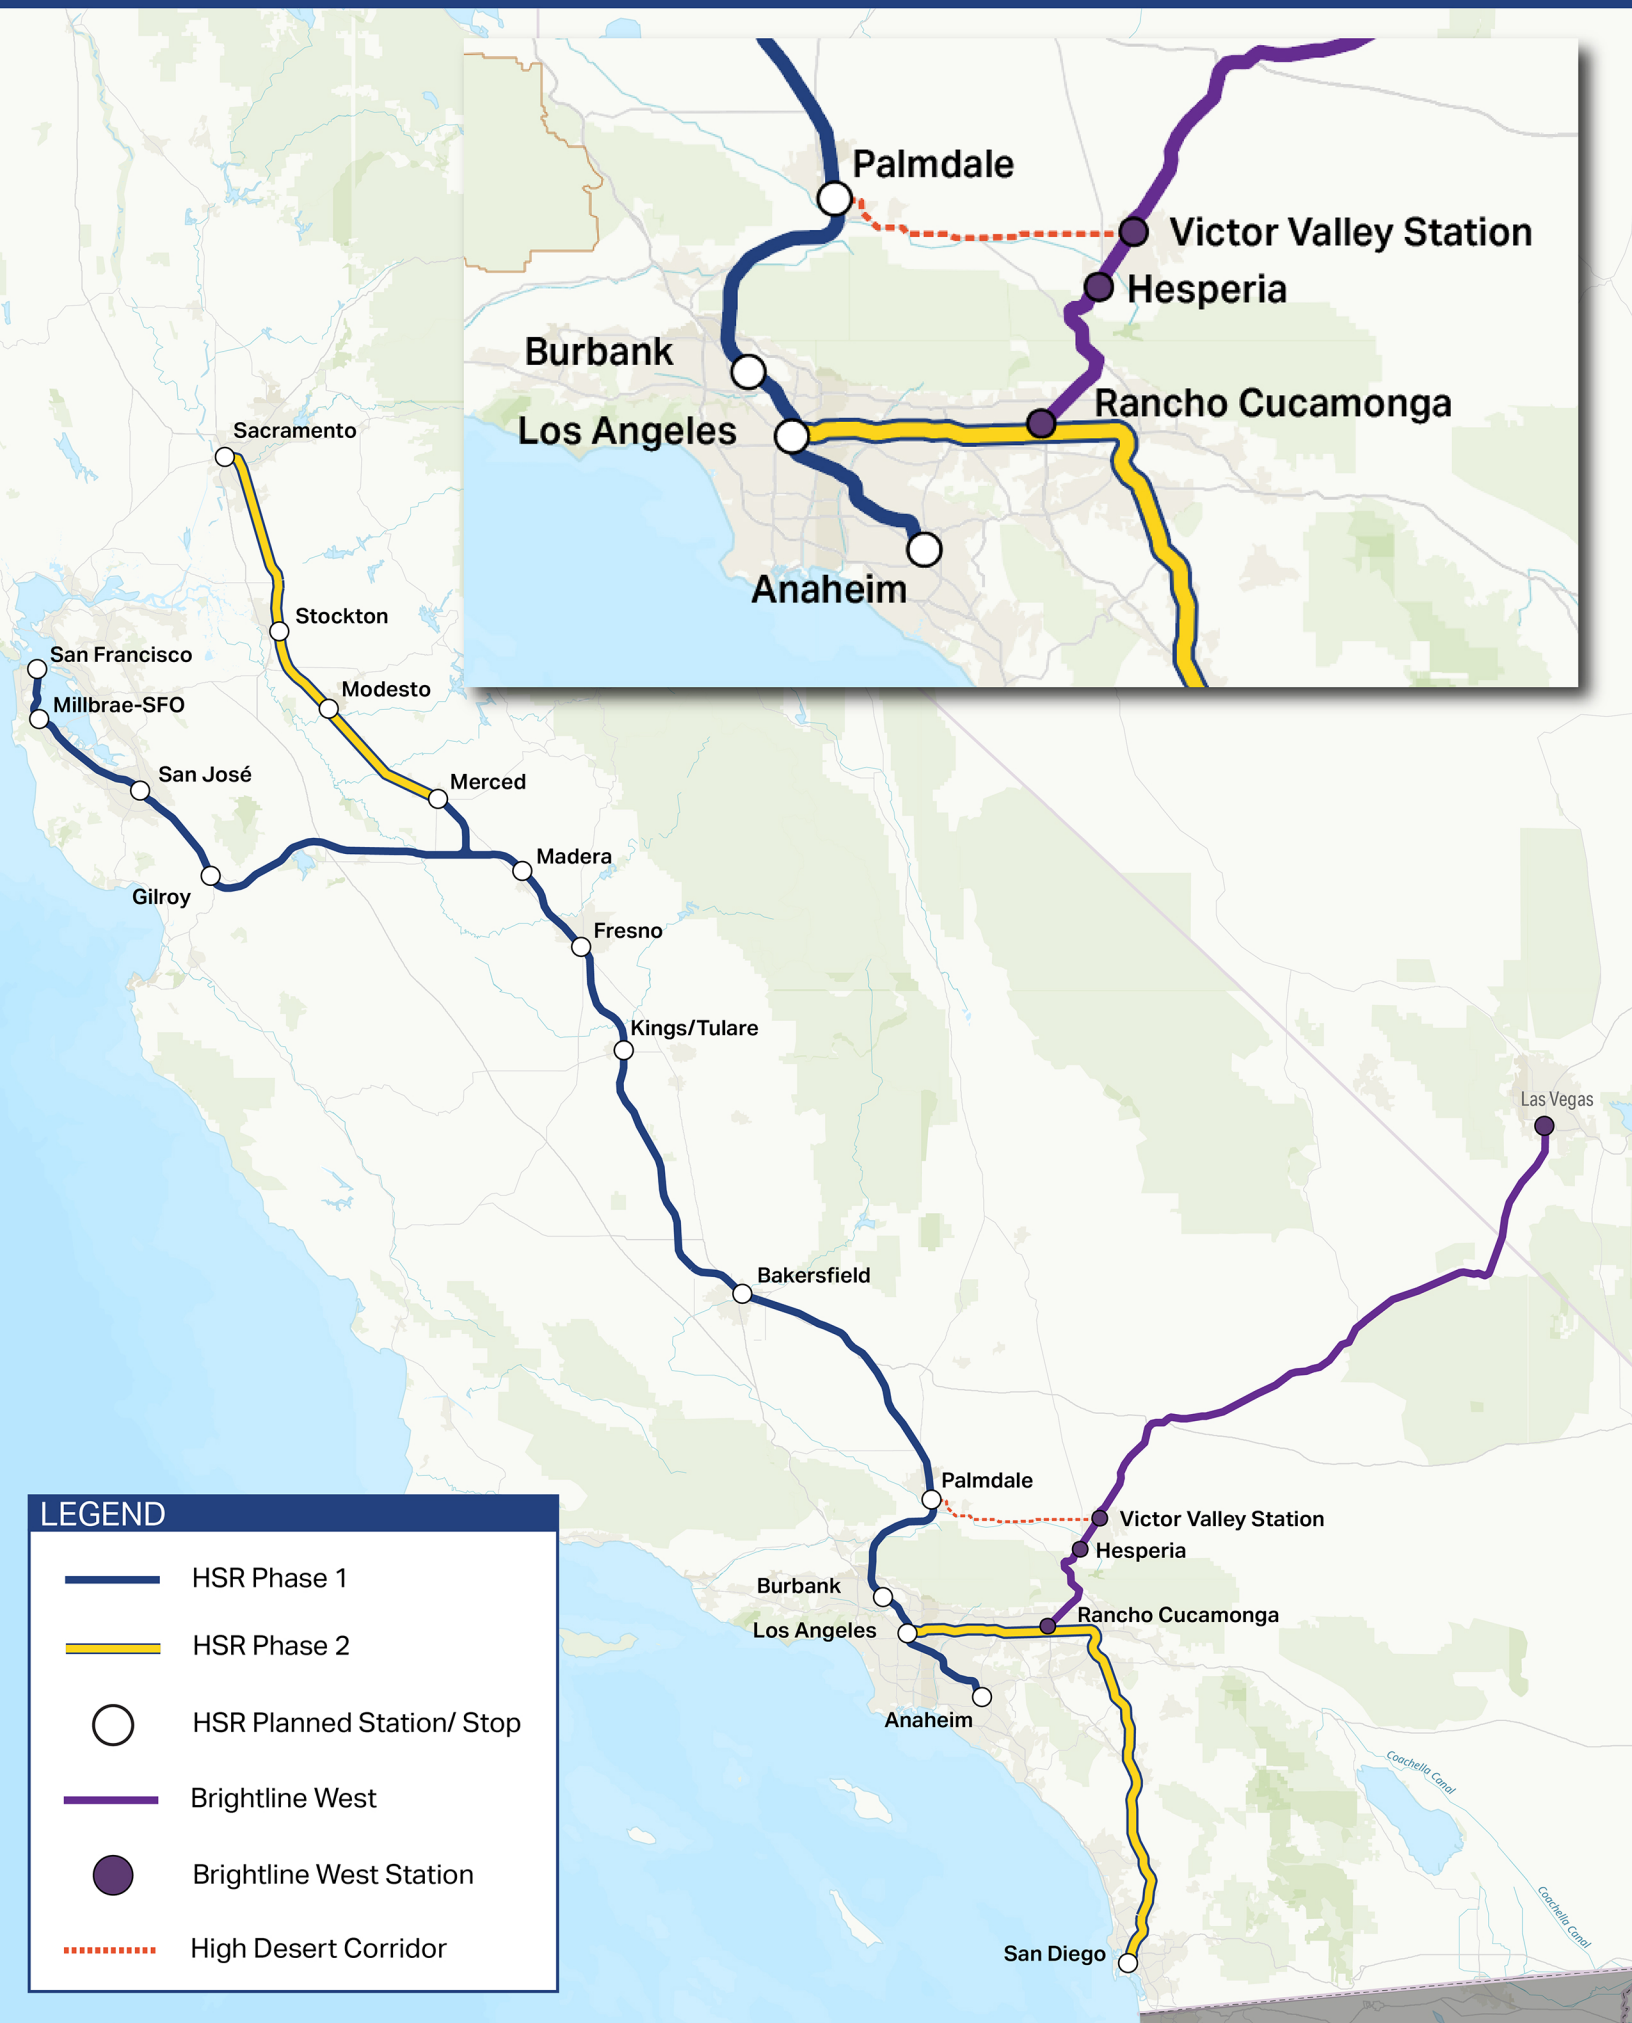 Palmdale
Victor Valley Station
Hesperia
Burbank
Rancho Cucamonga
Los Angeles
Anaheim
Sacramento
Stockton
San Francisco
Modesto
Millbrae-SFO
San José
Merced
Madera
Gilroy
Fresno
Kings/Tulare
Las Vegas
Bakersfield
Palmdale
Victor Valley Station
Hesperia
Burbank
Rancho Cucamonga
Los Angeles
Anaheim
Coachella Canal
Coachella Canal
San Diego
LEGEND
HSR Phase 1
HSR Phase 2
HSR Planned Station/ Stop
Brightline West
Brightline West Station
High Desert Corridor